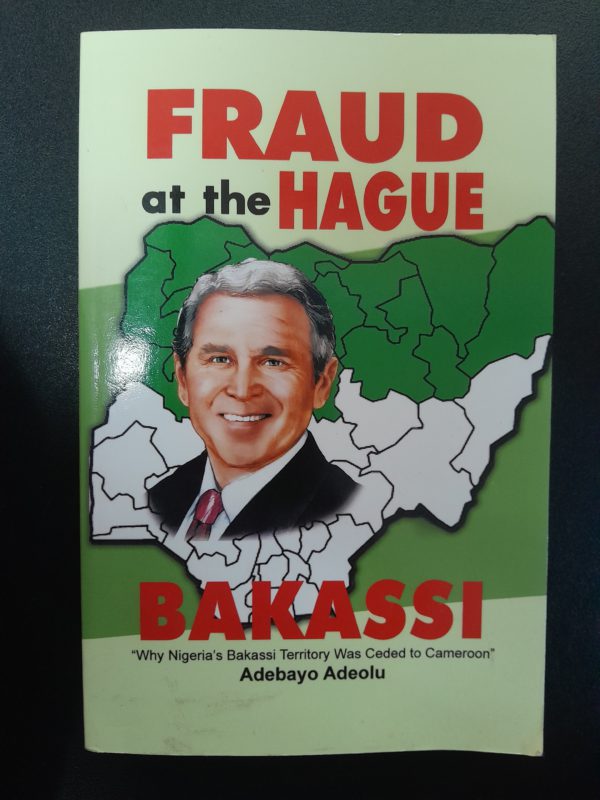 FRAUD
at the HAGUE
BAKASSI
“Why Nigeria’s Bakassi Territory Was Ceded to Cameroon”
Adebayo Adeolu